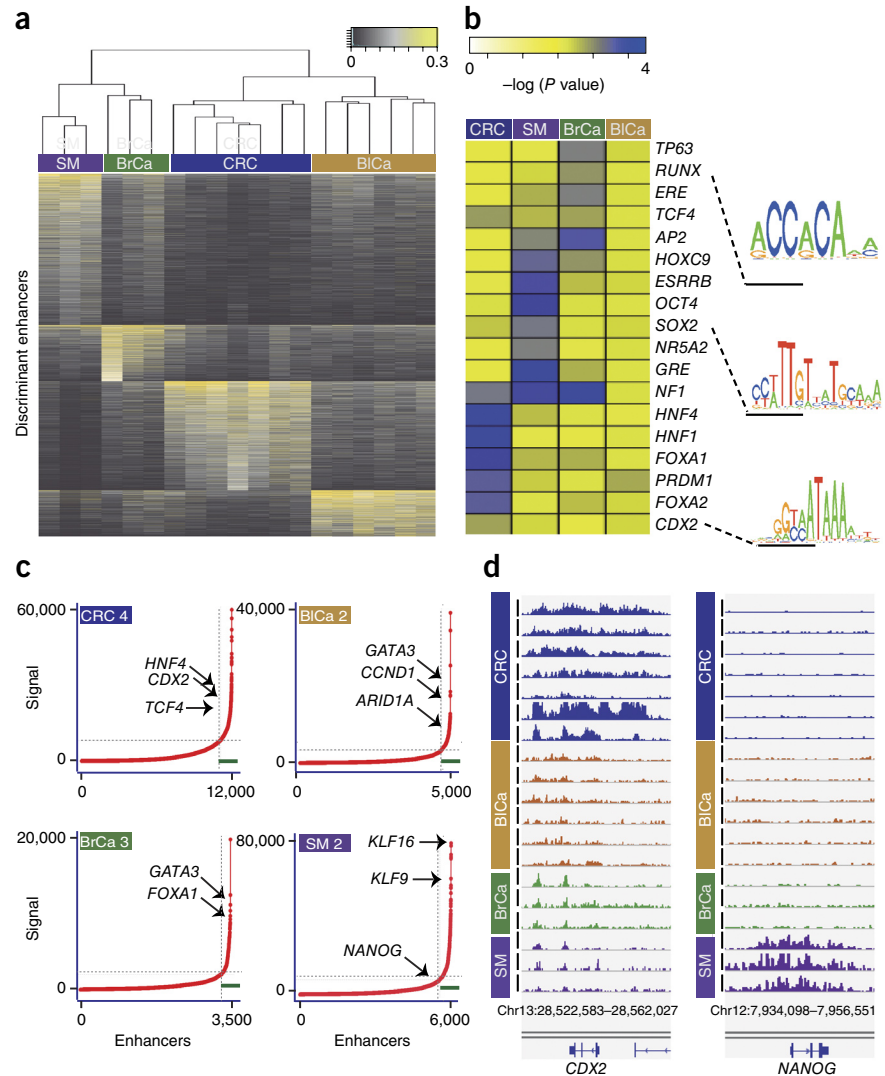 a
0 0.3
SM BrCa CRC
SM BrCa CRC BlCa
Discriminant enhancers
b
0 4
–log (P value)
CRC SM BrCa BlCa
TP63
RUNX
ERE
TCF4
AP2
HOXC9
ESRRB
OCT4
SOX2
NR5A2
GRE
NF1
HNF4
HNF1
FOXA1
PRDM1
FOXA2
CDX2
ACCACA
c
60,000
CRC 4
HNF4
CDX2
TCF4
Signal
0
0 12,000
40,000
BlCa 2
GATA3
CCND1
ARID1A
0
0 5,000
20,000
BrCa 3
GATA3
FOXA1
Signal
0
0 3,500
Enhancers
80,000
SM 2
KLF16
KLF9
NANOG
0
0 6,000
Enhancers
d
CRC
BlCa
BrCa
SM
Chr13:28,522,583–28,562,027
CDX2
CRC
BlCa
BrCa
SM
Chr12:7,934,098–7,956,551
NANOG